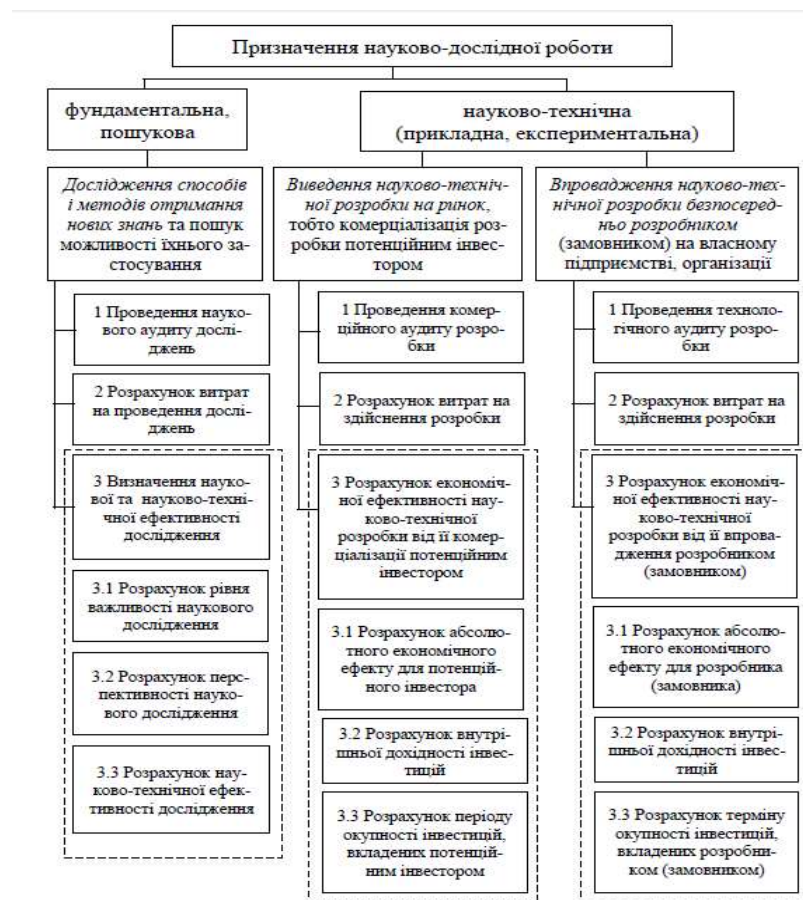 Призначення науково-дослідної роботи
фундаментальна,
пошукова
науково-технічна
(прикладна, експериментальна)
Дослідження способів
і методів отримання
нових знань та пошук
можливості їхнього за-
стосування
Виведення науково-техніч-
ної розробки на ринок,
тобто комерціалізація роз-
робки потенційним інвес-
тором
Впровадження науково-тех-
нічної розробки безпосеред-
ньо розробником
(замовником) на власному
підприємстві, організації
1 Проведення науко-
вого аудиту дослі-
джень
2 Розрахунок витрат
на проведення дослі-
джень
3 Визначення науко-
вої та  науково-техні-
чної ефективності
дослідження
3.1 Розрахунок рівня
важливості наукового
дослідження
3.2 Розрахунок перс-
пективності науко-
вого дослідження
3.3 Розрахунок нау-
ково-технічної ефек-
тивності дослідження
1 Проведення комер-
ційного аудиту розро-
бки
2 Розрахунок витрат на
здійснення розробки
3 Розрахунок економіч-
ної ефективності нау-
ково-технічної
розробки від її комер-
ціалізації потенційним
інвестором
3.1 Розрахунок абсолю-
тного економічного
ефекту для потенцій-
ного інвестора
3.2 Розрахунок внутрі-
шньої дохідності інвес-
тицій
3.3 Розрахунок періоду
окупності інвестицій,
вкладених потенцій-
ним інвестором
1 Проведення техноло-
гічного аудиту розро-
бки
2 Розрахунок витрат на
здійснення розробки
3 Розрахунок економіч-
ної ефективності нау-
ково-технічної
розробки від її впрова-
дження розробником
(замовником)
3.1 Розрахунок абсолю-
тного економічного
ефекту для розробника
(замовника)
3.2 Розрахунок внутрі-
шньої дохідності інвес-
тицій
3.3 Розрахунок терміну
окупності інвестицій,
вкладених розробни-
ком (замовником)